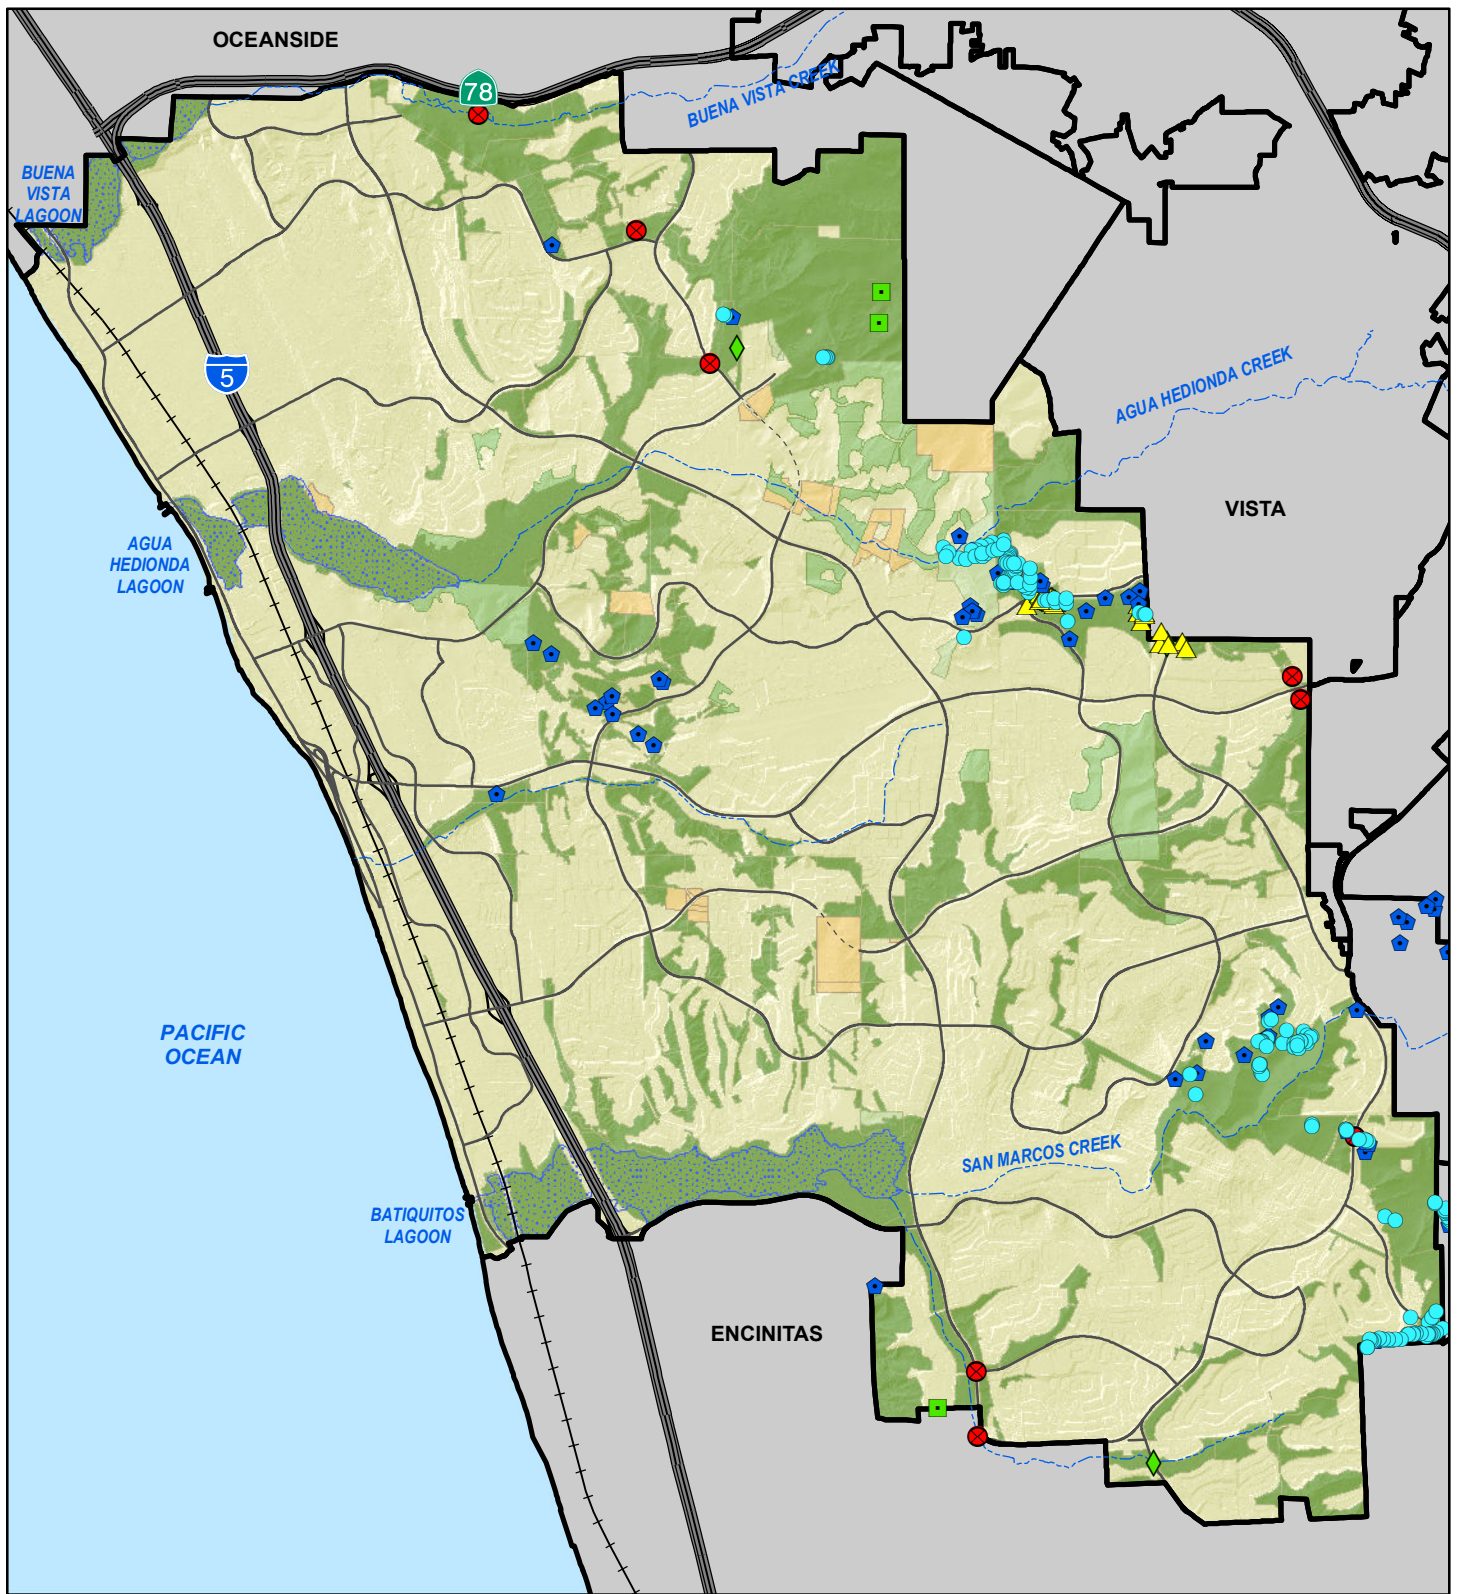 OCEANSIDE
78
BUENA VISTA CREEK
BUENA
VISTA
LAGOON
5
AGUA HEDIONDA CREEK
VISTA
AGUA
HEDIONDA
LAGOON
PACIFIC
OCEAN
SAN MARCOS CREEK
BATIQUITOS
LAGOON
ENCINITAS